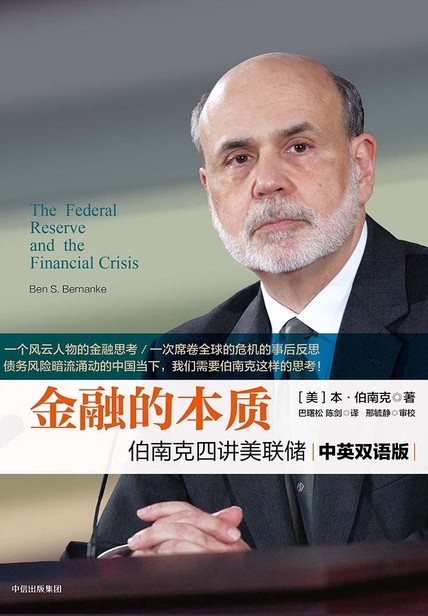 The Federal
Reserve
and the
Financial Crisis
Ben S. Bernanke
一个风云人物的金融思考/一次席卷全球的危机的事后反思
债务风险暗流涌动的中国当下，我们需要伯南克这样的思考！
金融的本质
［美］本·伯南克◎著
巴曙松 陈剑◎译 邢毓静◎审校
伯南克四讲美联储|中英双语版|
中信出版集团